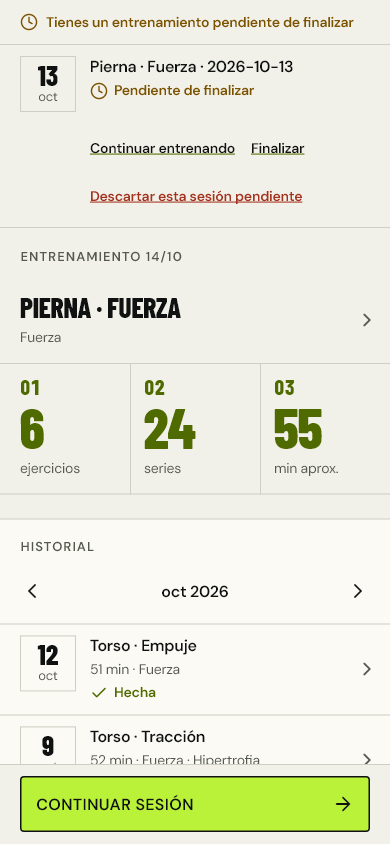 Tienes un entrenamiento pendiente de finalizar
13
oct
Pierna · Fuerza · 2026-10-13
Pendiente de finalizar
Continuar entrenando
Finalizar
Descartar esta sesión pendiente
ENTRENAMIENTO 14/10
PIERNA · FUERZA
Fuerza
01
6
ejercicios
02
24
series
03
55
min aprox.
HISTORIAL
oct 2026
12
oct
Torso · Empuje
51 min · Fuerza
Hecha
9
Torso · Tracción
52 min · Fuerza · Hipertrofia
CONTINUAR SESIÓN